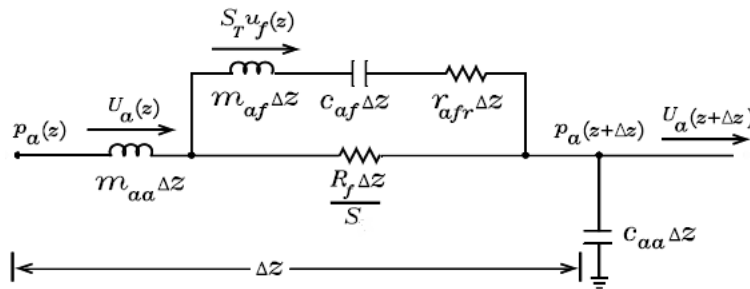 S_T u_f(z)
m_af Δz c_af Δz r_afr Δz
U_a(z)
p_a(z) p_a(z+Δz) U_a(z+Δz)
m_aa Δz
R_f Δz
S
c_aa Δz
Δz